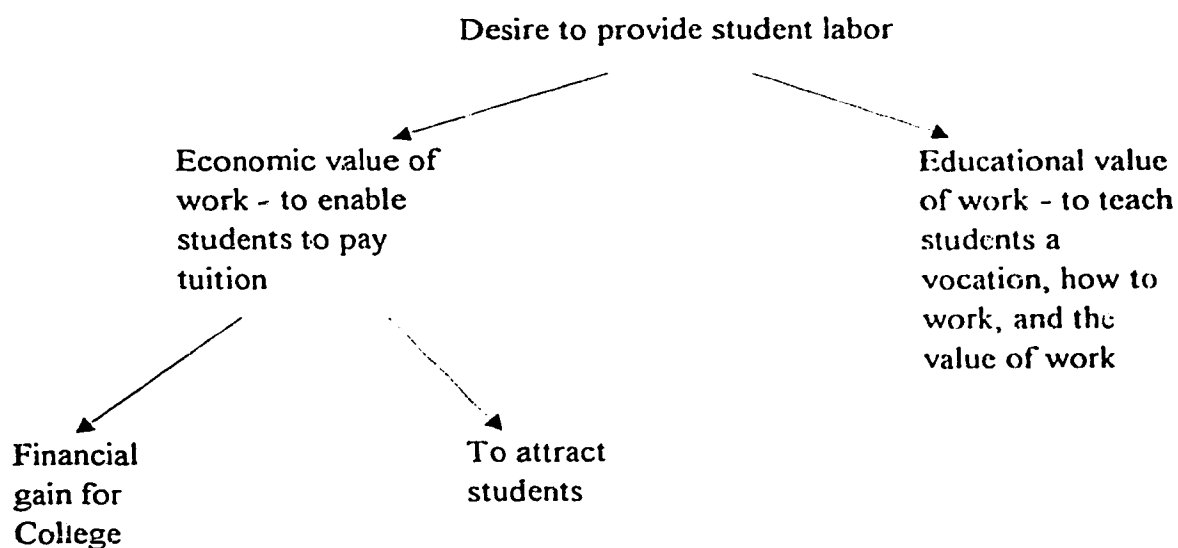 Desire to provide student labor
Economic value of
work - to enable
students to pay
tuition
Educational value
of work - to teach
students a
vocation, how to
work, and the
value of work
Financial
gain for
College
To attract
students